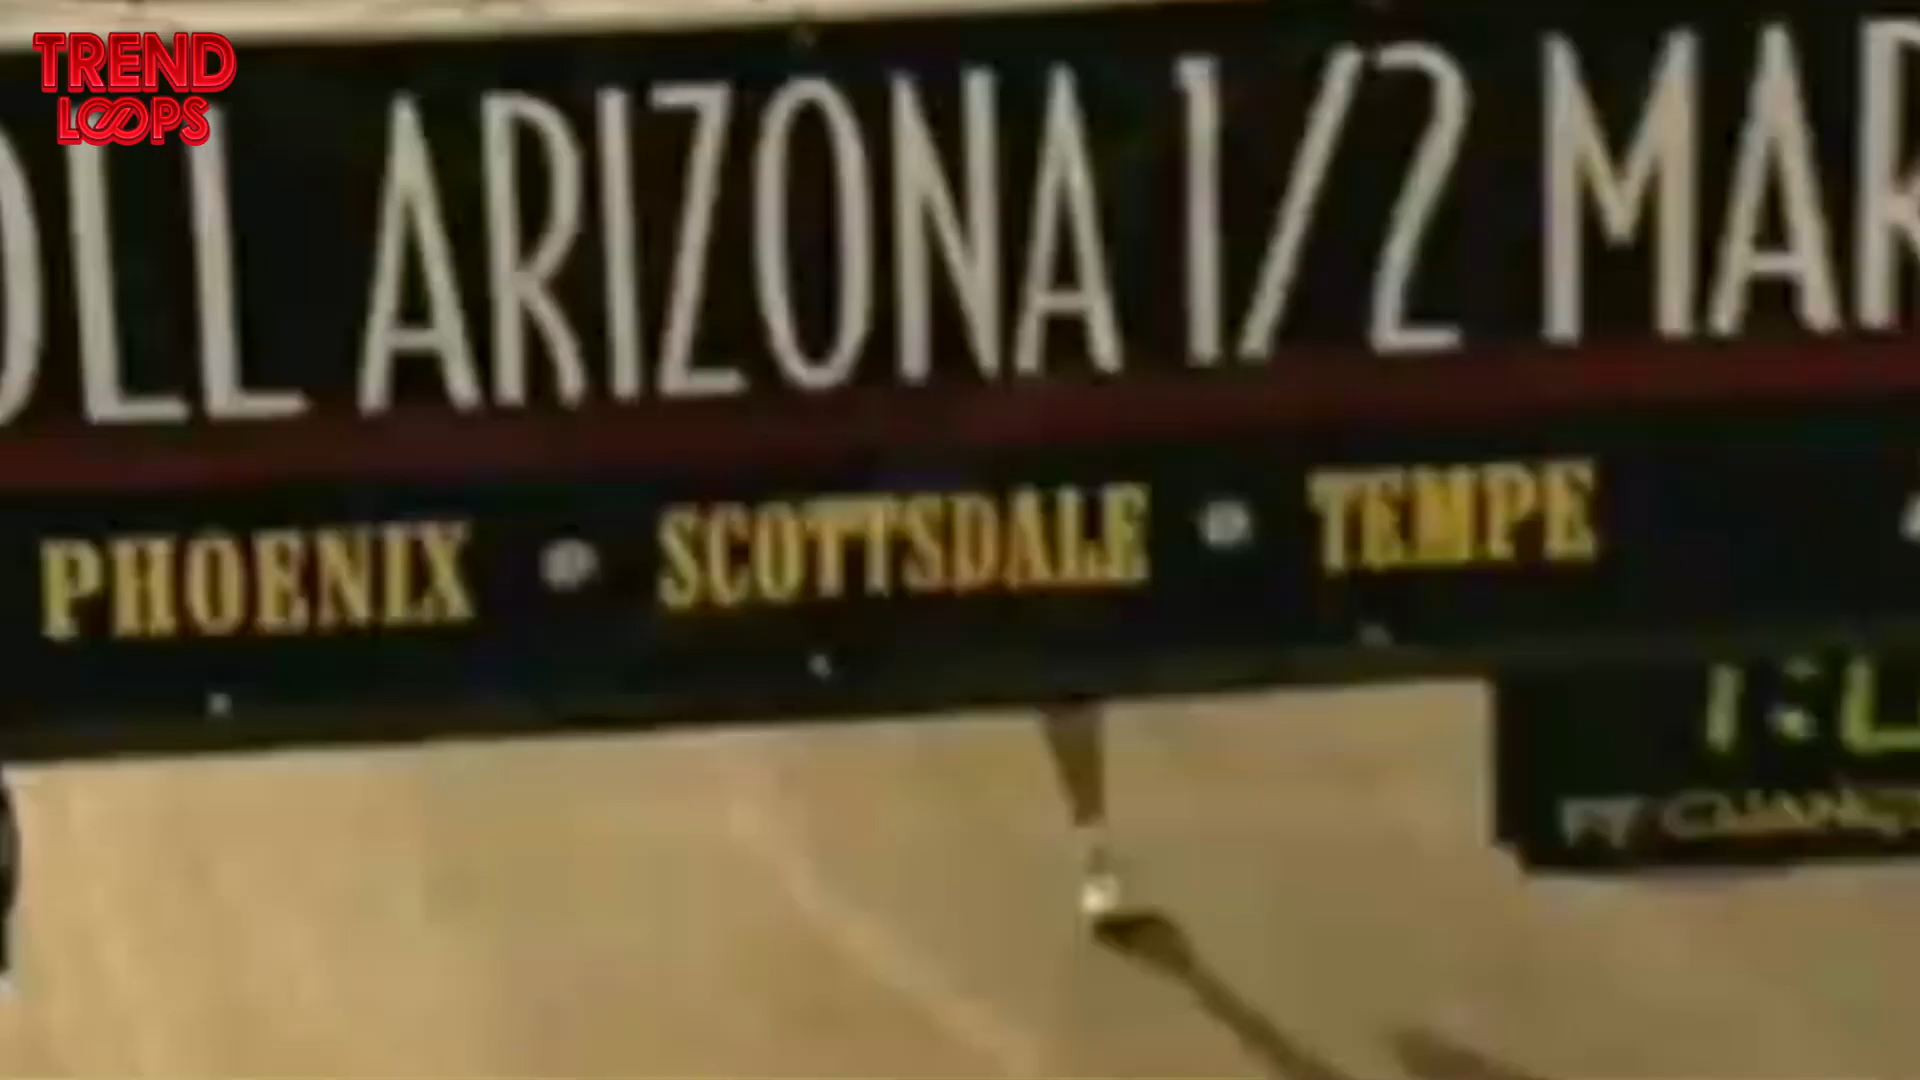 TREND
LOOPS
OLL ARIZONA 1/2 MAR
PHOENIX • SCOTTSDALE • TEMPE